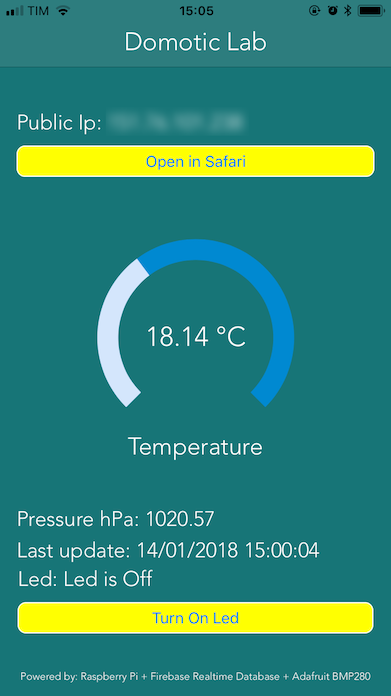 TIM 15:05
Domotic Lab
Public Ip:
Open in Safari
18.14 °C
Temperature
Pressure hPa: 1020.57
Last update: 14/01/2018 15:00:04
Led: Led is Off
Turn On Led
Powered by: Raspberry Pi + Firebase Realtime Database + Adafruit BMP280